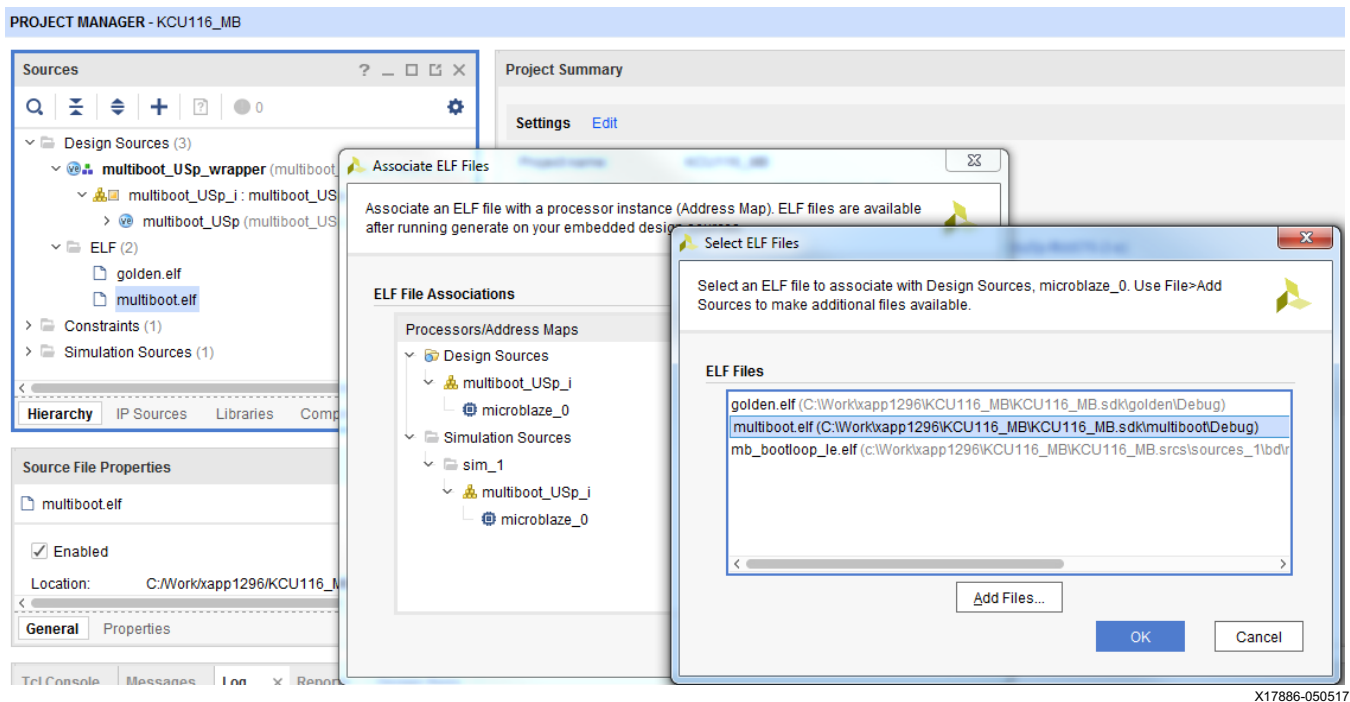 PROJECT MANAGER - KCU116_MB
Sources
? _
0
Design Sources (3)
multiboot_USp_wrapper (multiboot_
multiboot_USp_i : multiboot_US
multiboot_USp (multiboot_US
ELF (2)
golden.elf
multiboot.elf
Constraints (1)
Simulation Sources (1)
Hierarchy IP Sources Libraries Comp
Source File Properties
multiboot.elf
Enabled
Location: C:/Work/xapp1296/KCU116_M
General Properties
Tcl Console Messages Log × Report
Project Summary
Settings Edit
Project name KCU116_MB
Associate ELF Files
Associate an ELF file with a processor instance (Address Map). ELF files are available
after running generate on your embedded design sources.
ELF File Associations
Processors/Address Maps
Design Sources
multiboot_USp_i
microblaze_0
Simulation Sources
sim_1
multiboot_USp_i
microblaze_0
Select ELF Files
Select an ELF file to associate with Design Sources, microblaze_0. Use File>Add
Sources to make additional files available.
ELF Files
golden.elf (C:\Work\xapp1296\KCU116_MB\KCU116_MB.sdk\golden\Debug)
multiboot.elf (C:\Work\xapp1296\KCU116_MB\KCU116_MB.sdk\multiboot\Debug)
mb_bootloop_le.elf (c:\Work\xapp1296\KCU116_MB\KCU116_MB.srcs\sources_1\bd\r
Add Files...
OK Cancel
X17886-050517